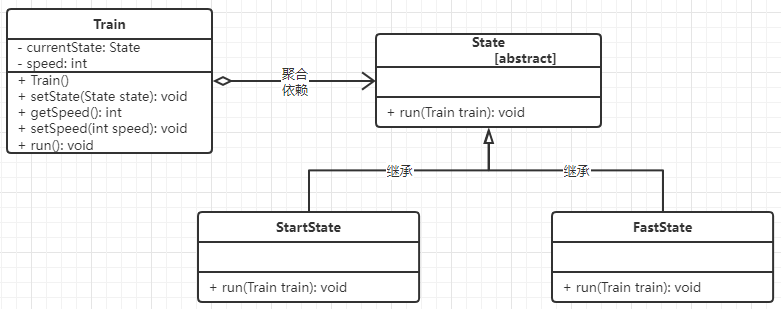 Train
- currentState: State
- speed: int
+ Train()
+ setState(State state): void
+ getSpeed(): int
+ setSpeed(int speed): void
+ run(): void
聚合
依赖
State
[abstract]
+ run(Train train): void
继承
继承
StartState
+ run(Train train): void
FastState
+ run(Train train): void